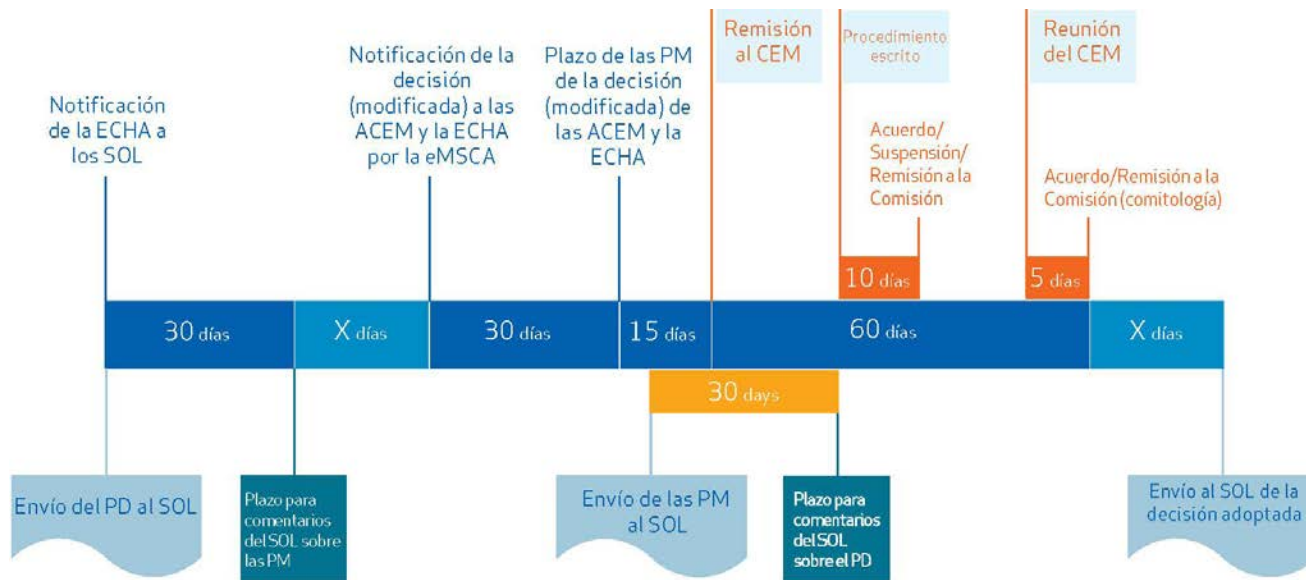 Notificación
de la ECHA a
los SOL
Notificación de la
decisión
(modificada) a las
ACEM y la ECHA
por la eMSCA
Plazo de las PM
de la decisión
(modificada) de
las ACEM y la
ECHA
Remisión
al CEM
Procedimiento
escrito
Reunión
del CEM
Acuerdo/
Suspensión/
Remisión a la
Comisión
Acuerdo/Remisión a la
Comisión (comitología)
10 días
5 días
30 días
X días
30 días
15 días
60 días
X días
30 days
Envío del PD al SOL
Plazo para
comentarios
del SOL sobre
las PM
Envío de las PM
al SOL
Plazo para
comentarios
del SOL
sobre el PD
Envío al SOL de la
decisión adoptada